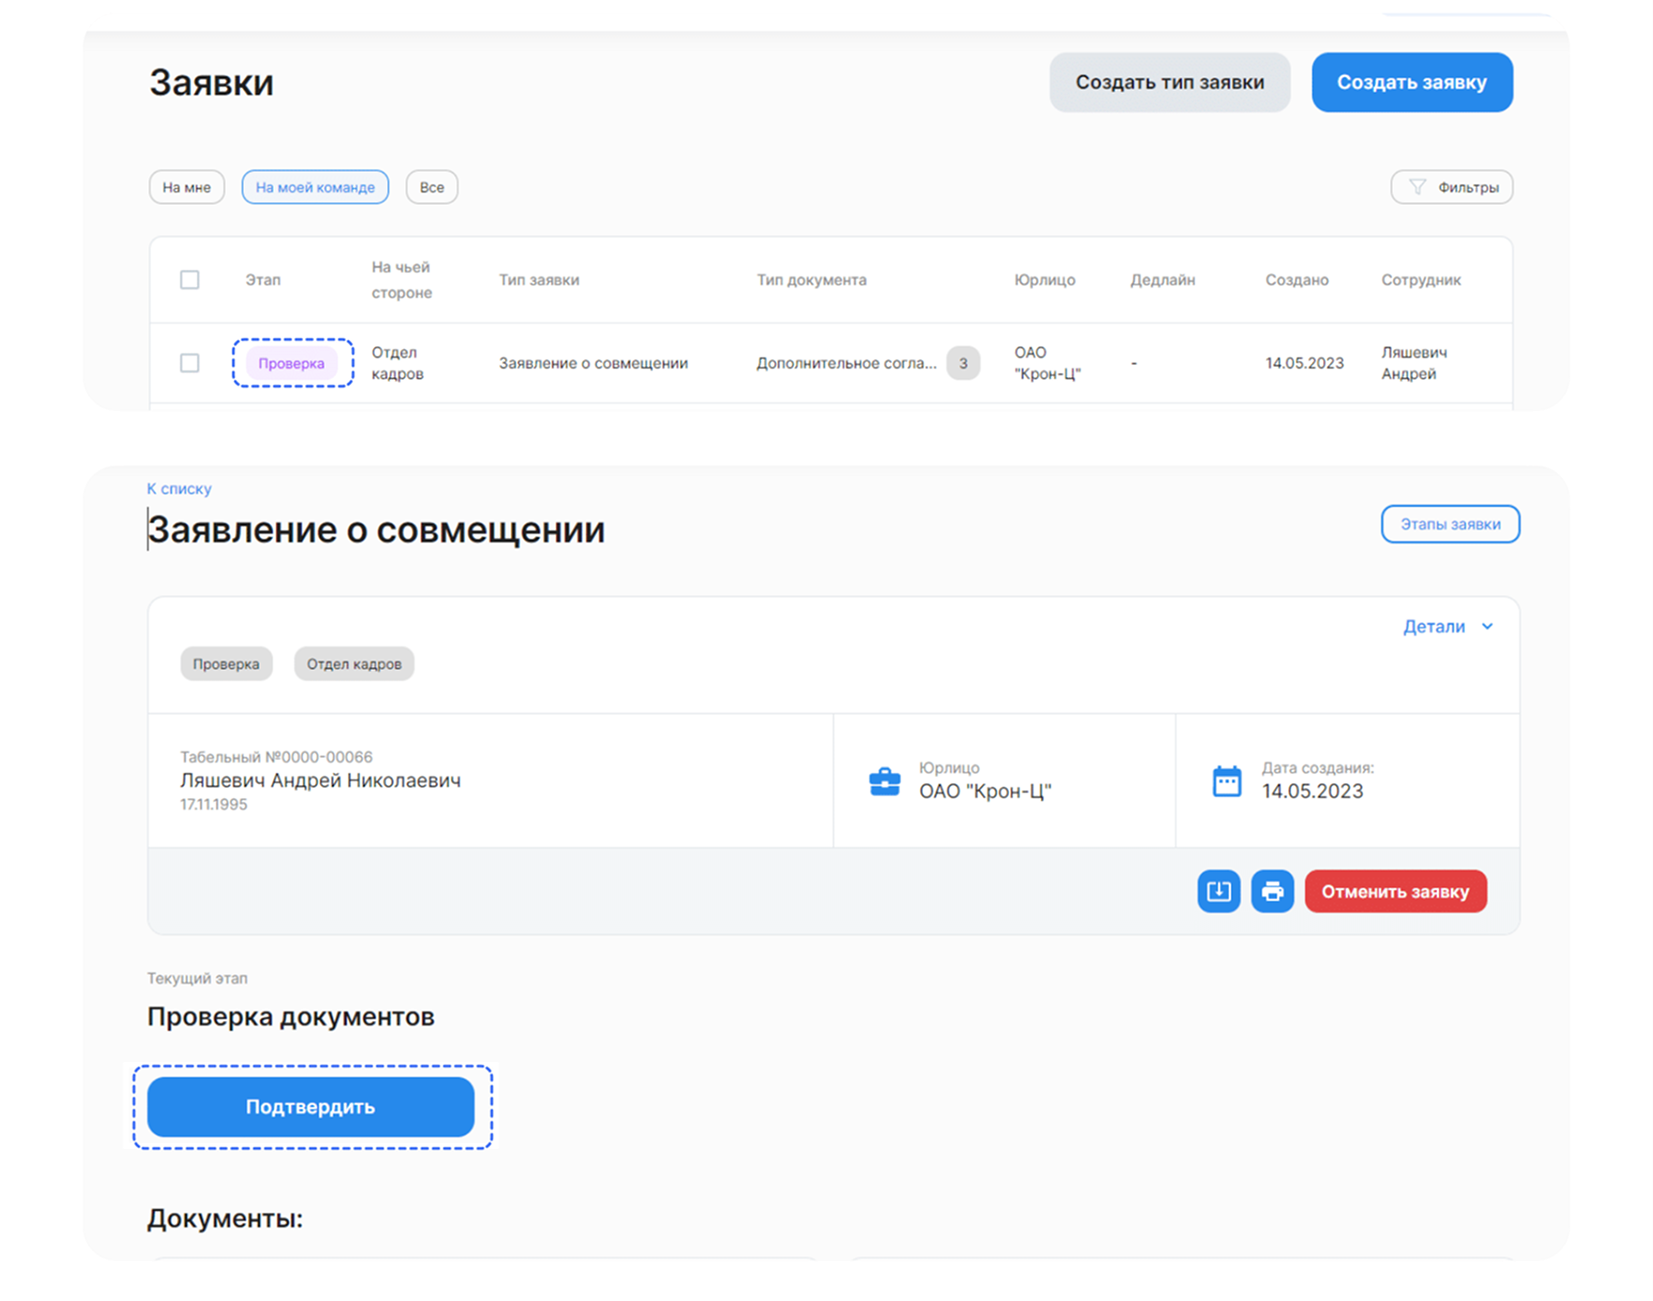 Заявки
Создать тип заявки
Создать заявку
На мне
На моей команде
Все
Фильтры
Этап
На чьей
стороне
Тип заявки
Тип документа
Юрлицо
Дедлайн
Создано
Сотрудник
Проверка
Отдел
кадров
Заявление о совмещении
Дополнительное согла...
3
ОАО
"Крон-Ц"
-
14.05.2023
Ляшевич
Андрей
К списку
Заявление о совмещении
Этапы заявки
Детали
Проверка
Отдел кадров
Табельный №0000-00066
Ляшевич Андрей Николаевич
17.11.1995
Юрлицо
ОАО "Крон-Ц"
Дата создания:
14.05.2023
Отменить заявку
Текущий этап
Проверка документов
Подтвердить
Документы: